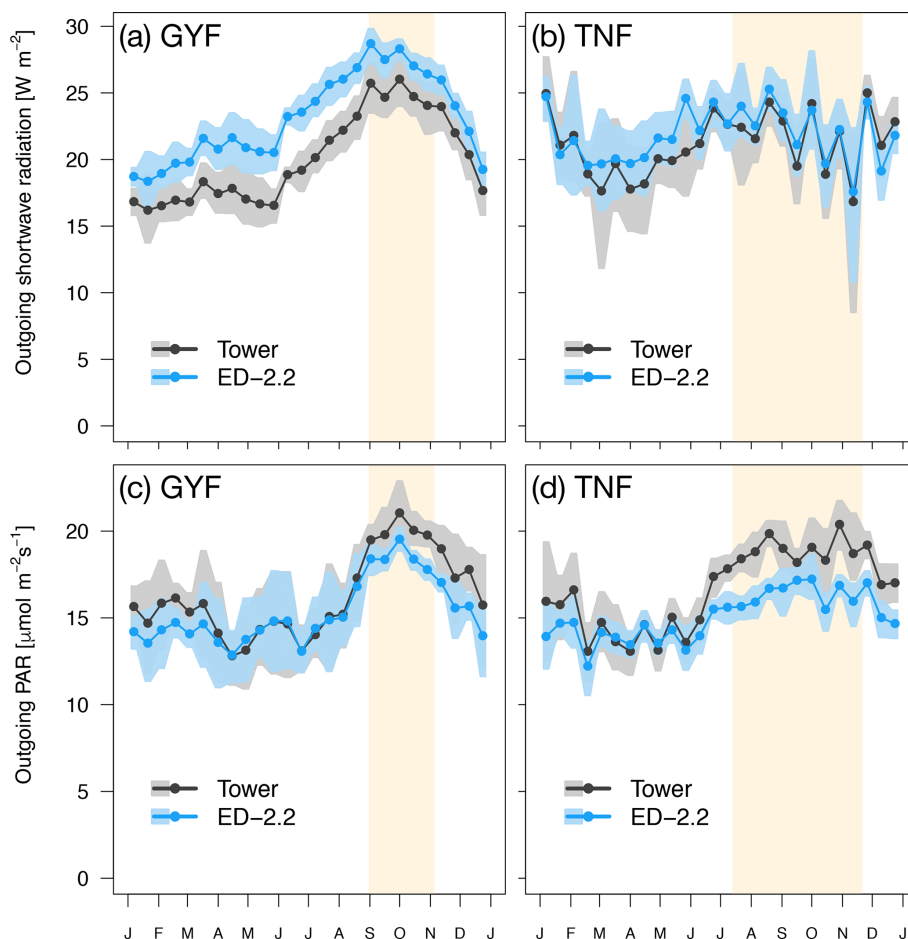 (a) GYF
(b) TNF
Outgoing shortwave radiation [W m−2]
30
25
20
15
10
5
0
Tower
ED−2.2
Tower
ED−2.2
(c) GYF
(d) TNF
Outgoing PAR [μmol m−2s−1]
20
15
10
5
0
Tower
ED−2.2
Tower
ED−2.2
J F M A M J J A S O N D J
J F M A M J J A S O N D J